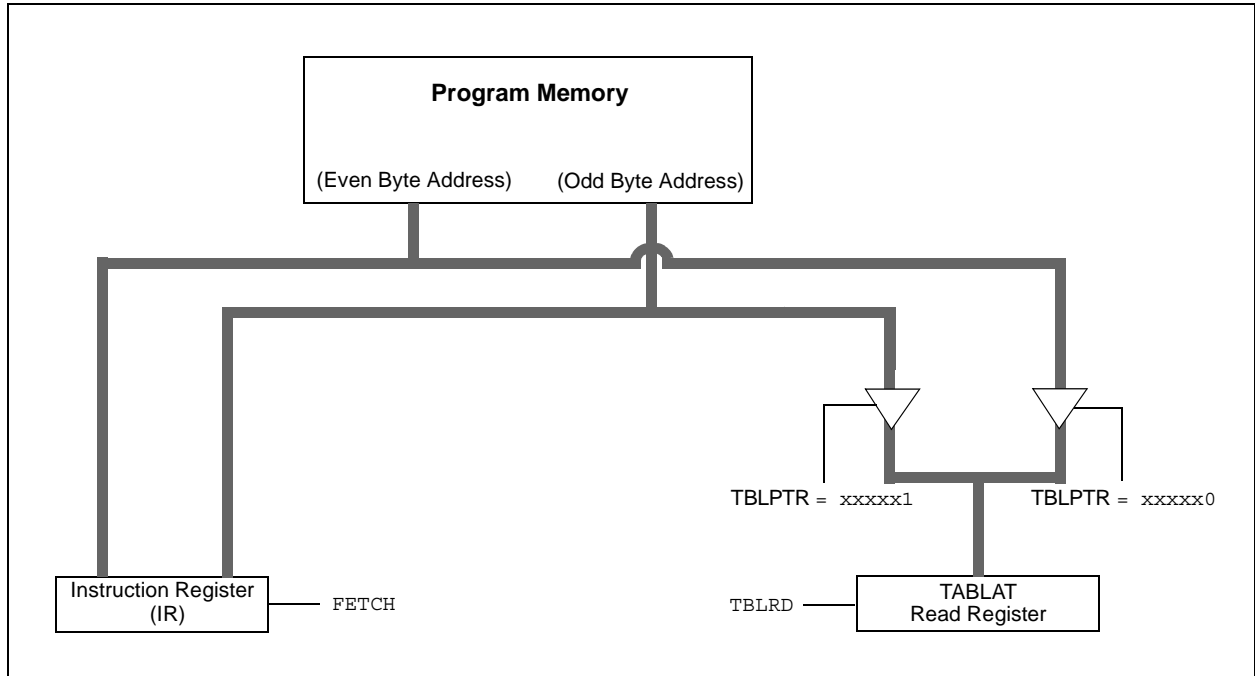 Program Memory
(Even Byte Address)
(Odd Byte Address)
TBLPTR = xxxxx1
TBLPTR = xxxxx0
Instruction Register
(IR)
FETCH
TBLRD
TABLAT
Read Register